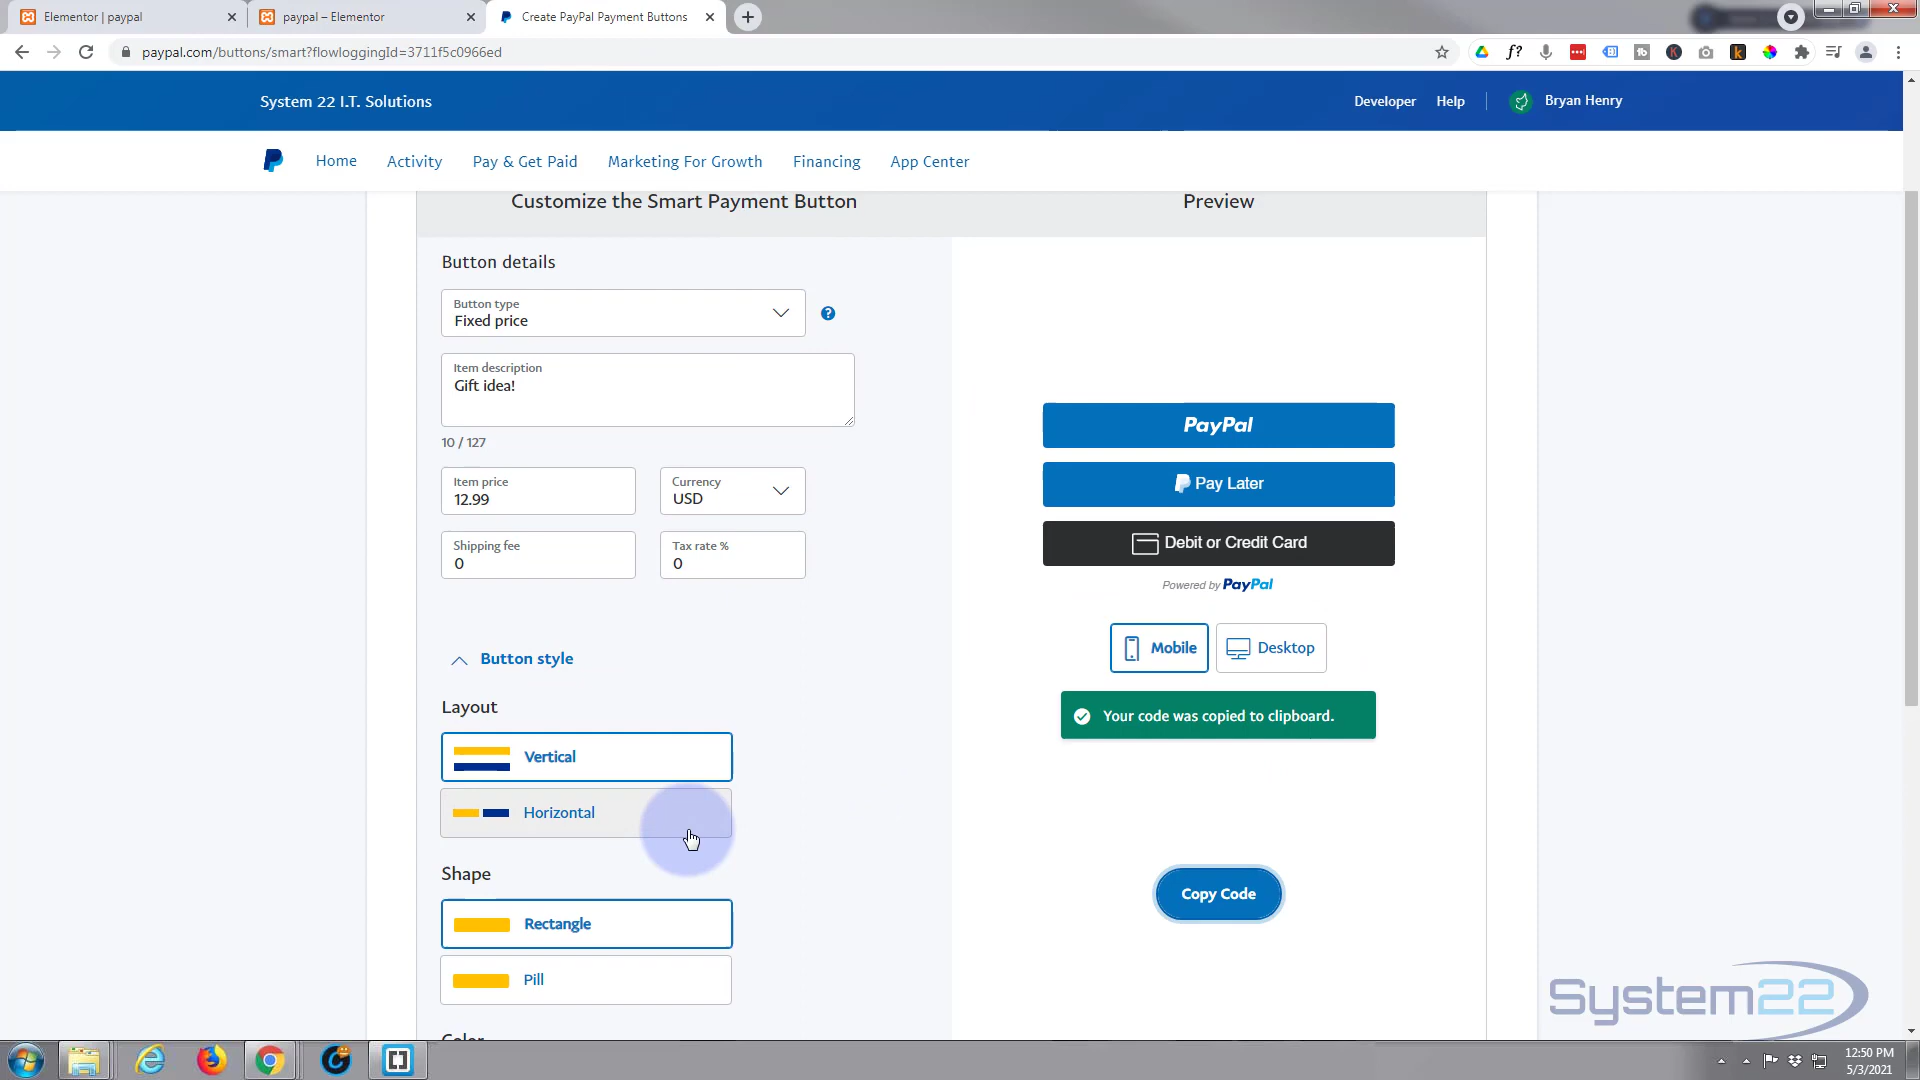 Elementor | paypal
paypal – Elementor
Create PayPal Payment Buttons
paypal.com/buttons/smart?flowloggingId=3711f5c0966ed
System 22 I.T. Solutions
Developer
Help
Bryan Henry
Home
Activity
Pay & Get Paid
Marketing For Growth
Financing
App Center
Customize the Smart Payment Button
Preview
Button details
Button type
Fixed price
Item description
Gift idea!
10 / 127
Item price
12.99
Currency
USD
Shipping fee
0
Tax rate %
0
Button style
Layout
Vertical
Horizontal
Shape
Rectangle
Pill
PayPal
Pay Later
Debit or Credit Card
Powered by PayPal
Mobile
Desktop
Your code was copied to clipboard.
Copy Code
System22
12:50 PM
5/3/2021